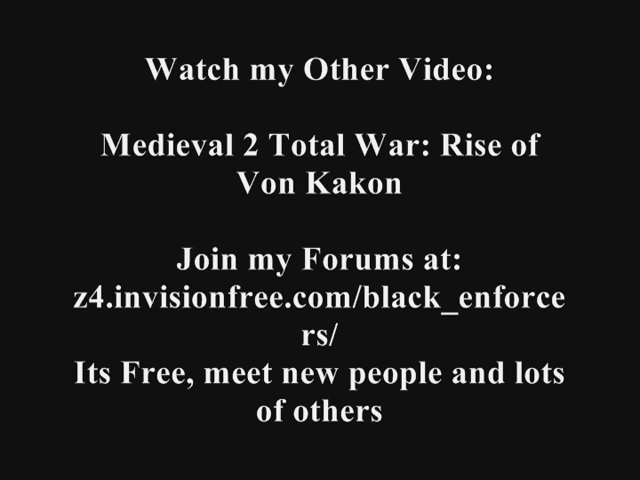 Watch my Other Video:
Medieval 2 Total War: Rise of
Von Kakon
Join my Forums at:
z4.invisionfree.com/black_enforce
rs/
Its Free, meet new people and lots
of others